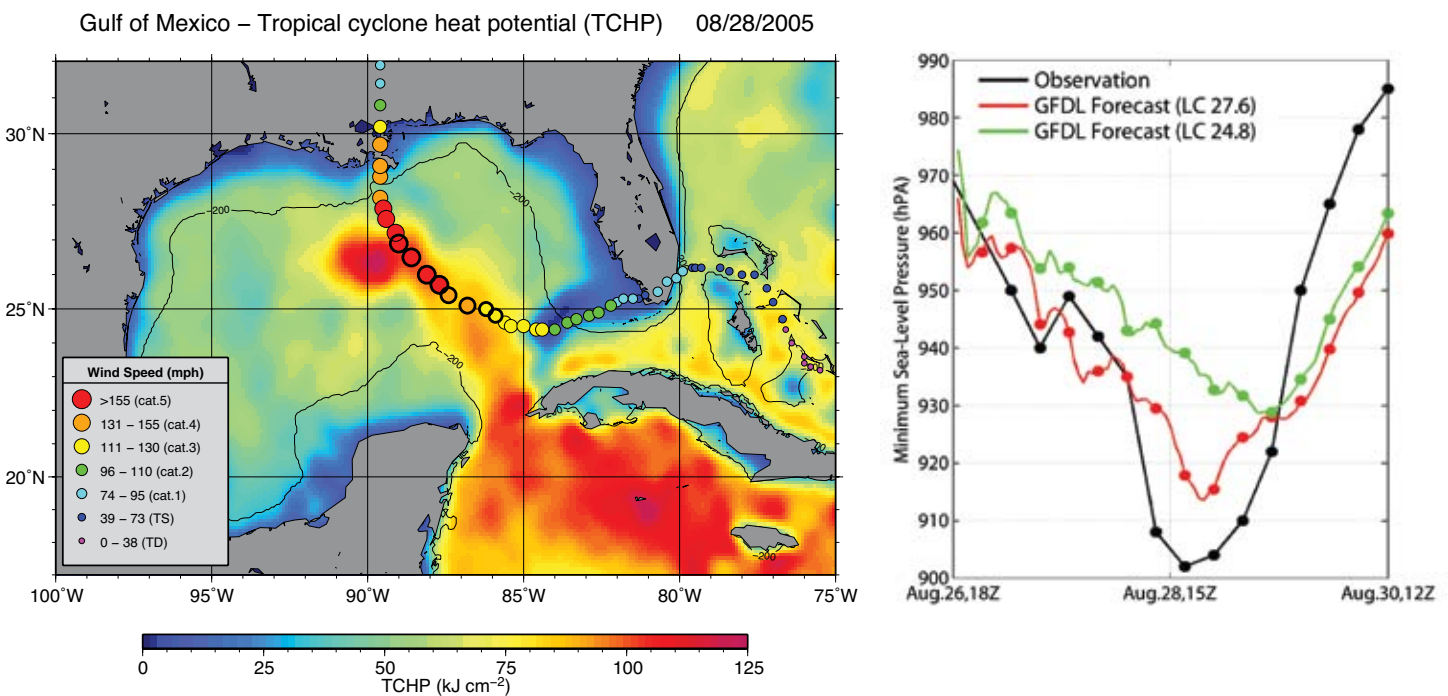 Gulf of Mexico − Tropical cyclone heat potential (TCHP) 08/28/2005
30˚N
25˚N
20˚N
−200
−200
−200
Wind Speed (mph)
>155 (cat.5)
131 − 155 (cat.4)
111 − 130 (cat.3)
96 − 110 (cat.2)
74 − 95 (cat.1)
39 − 73 (TS)
0 − 38 (TD)
100˚W 95˚W 90˚W 85˚W 80˚W 75˚W
0 25 50 75 100 125
TCHP (kJ cm−2)
Observation
GFDL Forecast (LC 27.6)
GFDL Forecast (LC 24.8)
Minimum Sea-Level Pressure (hPA)
990
980
970
960
950
940
930
920
910
900
Aug.26,18Z Aug.28,15Z Aug.30,12Z